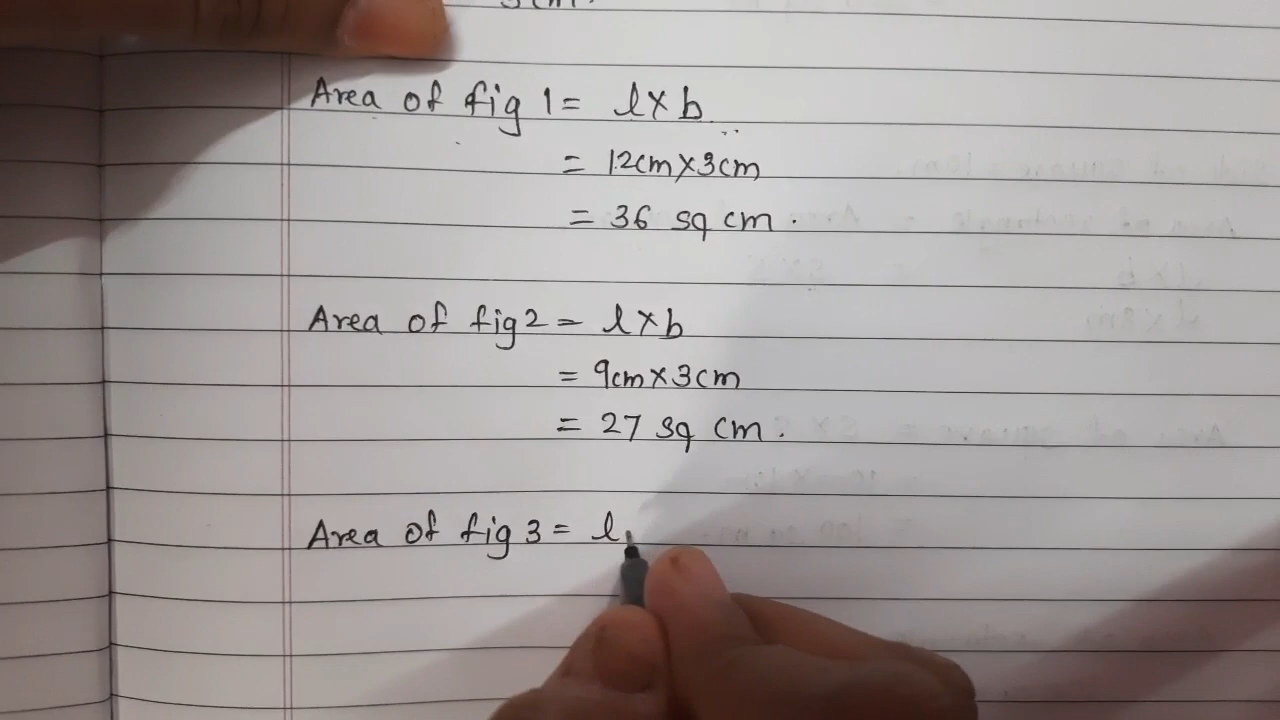 Area of fig 1 = l×b
= 12cm×3cm
= 36 sq cm.
Area of fig 2 = l×b
= 9cm×3cm
= 27 sq cm.
Area of fig 3 = l